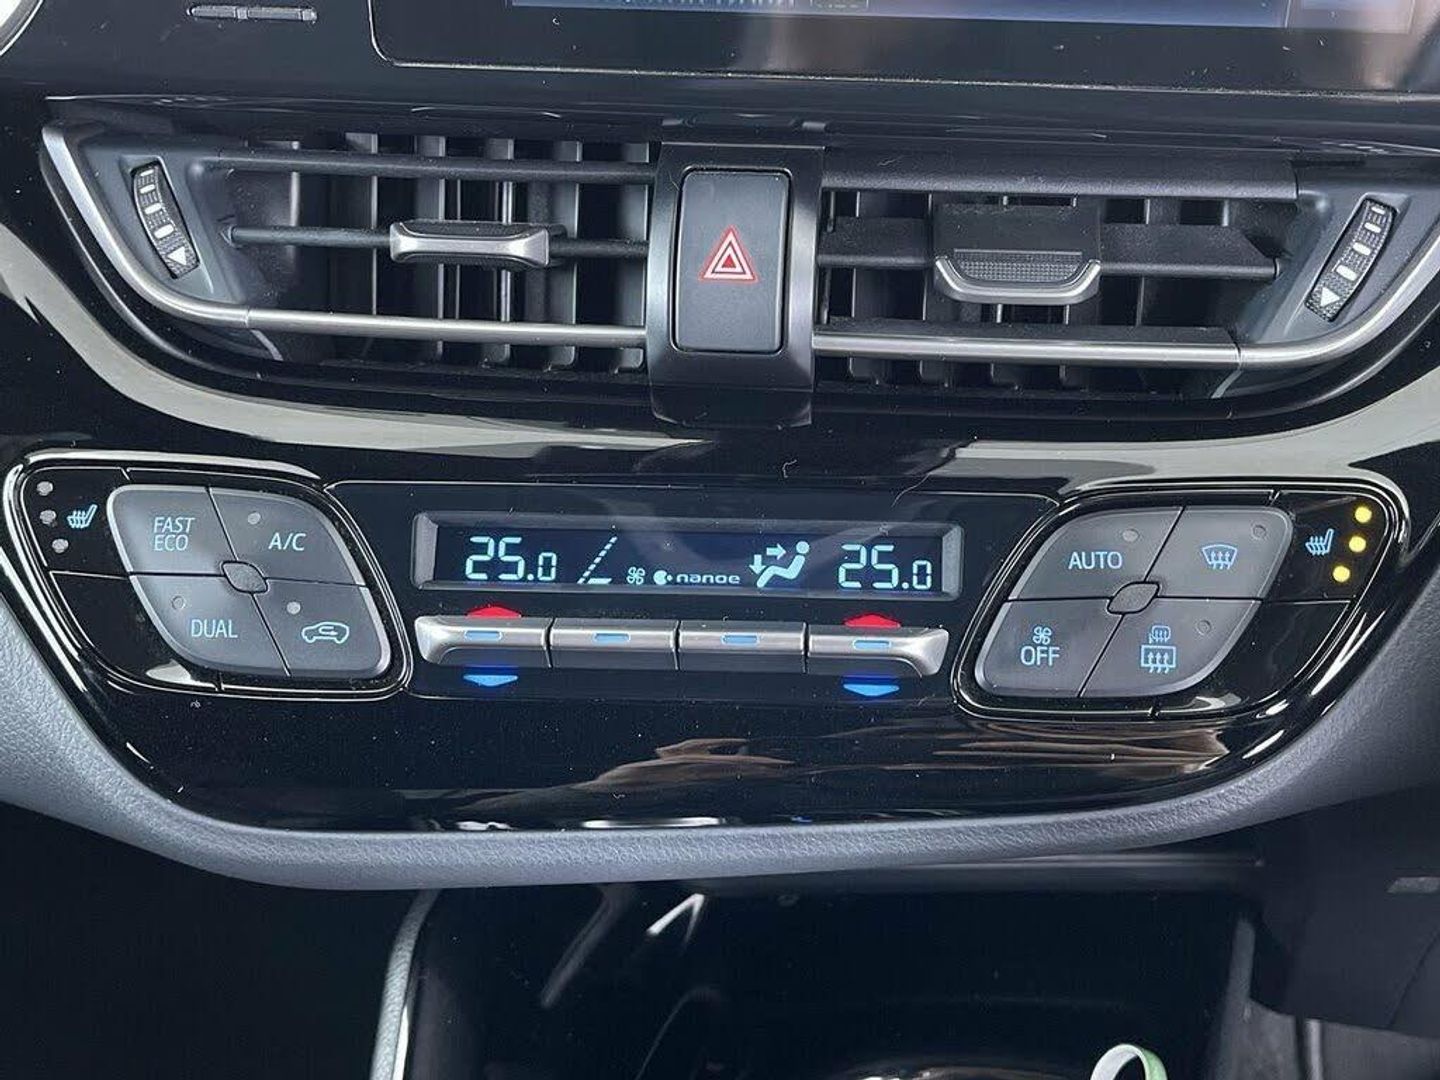 FAST
ECO
A/C
DUAL
25.0
nanoe
25.0
AUTO
OFF